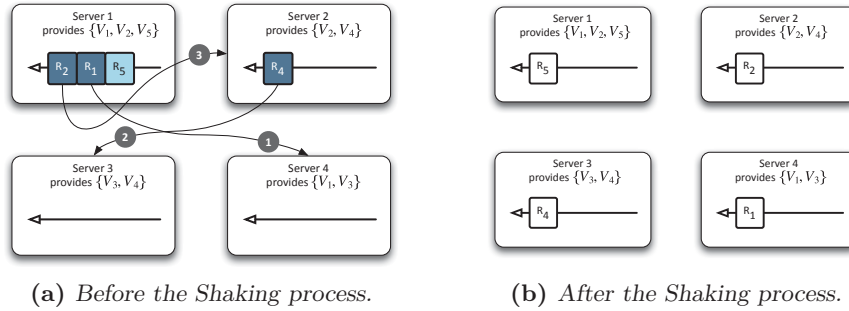 Server 1
provides {V₁, V₂, V₅}
R₂ R₁ R₅
3
Server 2
provides {V₂, V₄}
R₄
2
1
Server 3
provides {V₃, V₄}
Server 4
provides {V₁, V₃}
(a) Before the Shaking process.
Server 1
provides {V₁, V₂, V₅}
R₅
Server 2
provides {V₂, V₄}
R₂
Server 3
provides {V₃, V₄}
R₄
Server 4
provides {V₁, V₃}
R₁
(b) After the Shaking process.